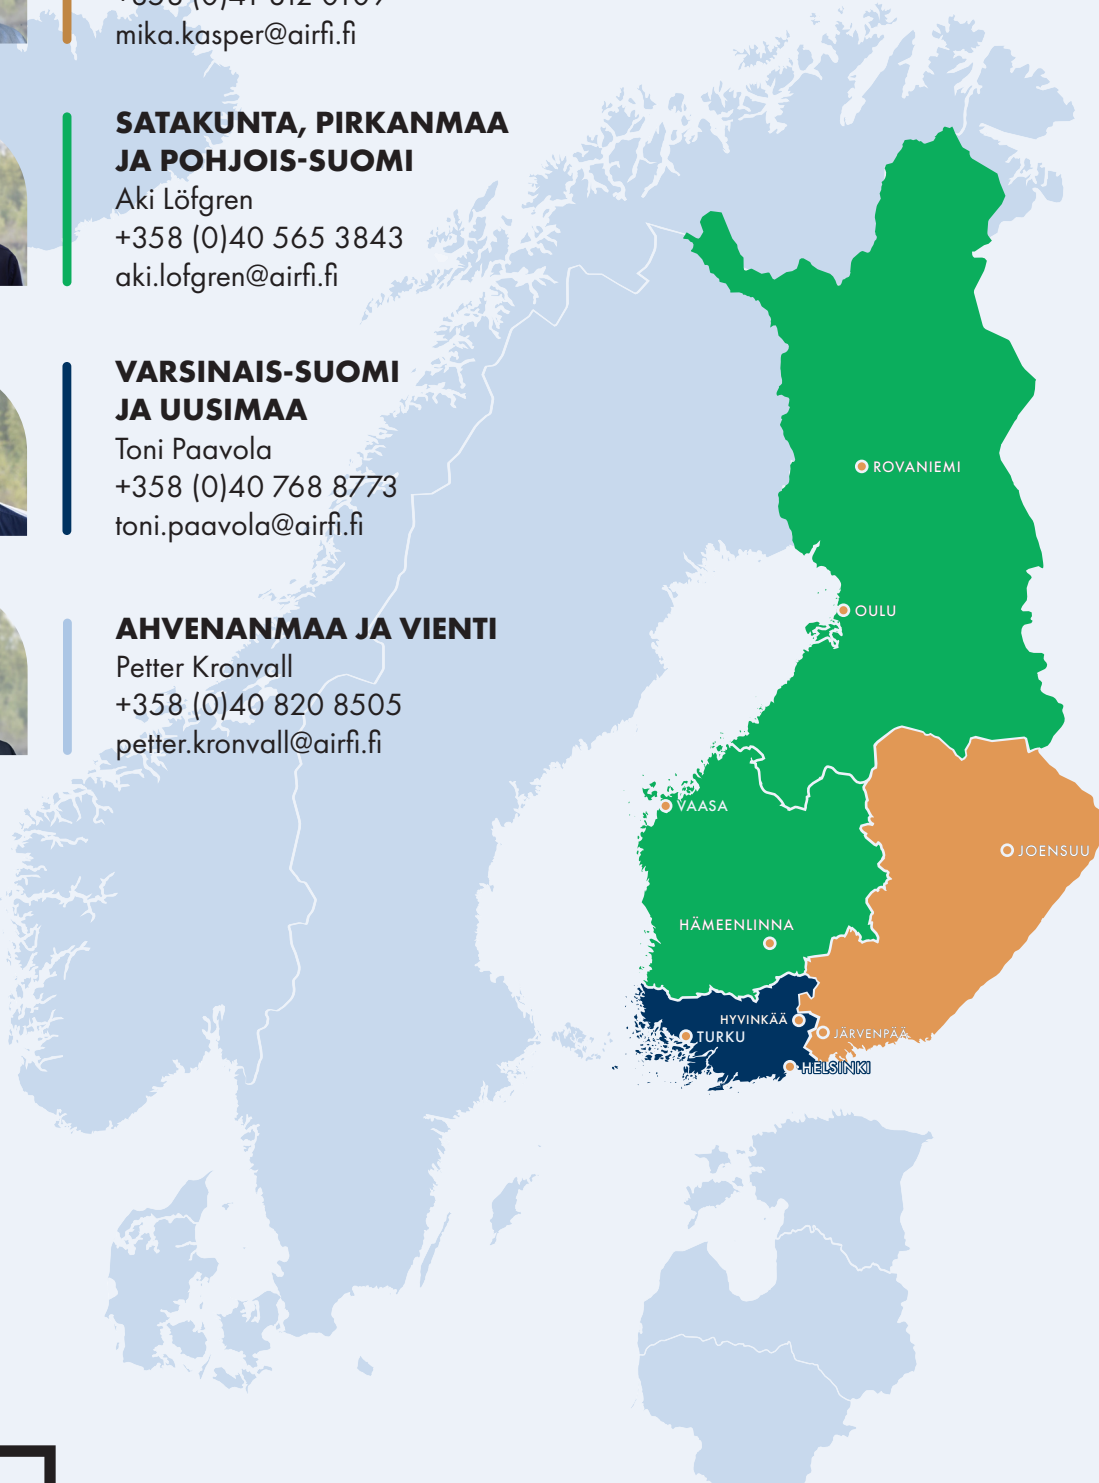 mika.kasper@airfi.fi
SATAKUNTA, PIRKANMAA
JA POHJOIS-SUOMI
Aki Löfgren
+358 (0)40 565 3843
aki.lofgren@airfi.fi
VARSINAIS-SUOMI
JA UUSIMAA
Toni Paavola
+358 (0)40 768 8773
toni.paavola@airfi.fi
AHVENANMAA JA VIENTI
Petter Kronvall
+358 (0)40 820 8505
petter.kronvall@airfi.fi
ROVANIEMI
OULU
VAASA
JOENSUU
HÄMEENLINNA
HYVINKÄÄ
TURKU
JÄRVENPÄÄ
HELSINKI